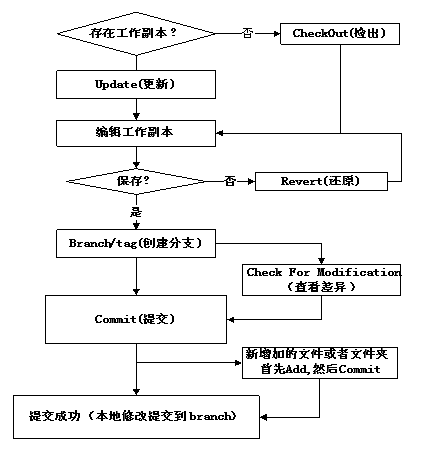 存在工作副本？
否
CheckOut(检出)
Update(更新)
编辑工作副本
保存？
否
Revert(还原)
是
Branch/tag(创建分支)
Check For Modification
（查看差异）
Commit(提交)
新增加的文件或者文件夹
首先Add,然后Commit
提交成功（本地修改提交到branch）